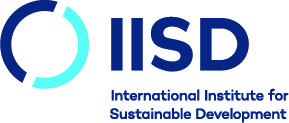 IISD
International Institute for
Sustainable Development